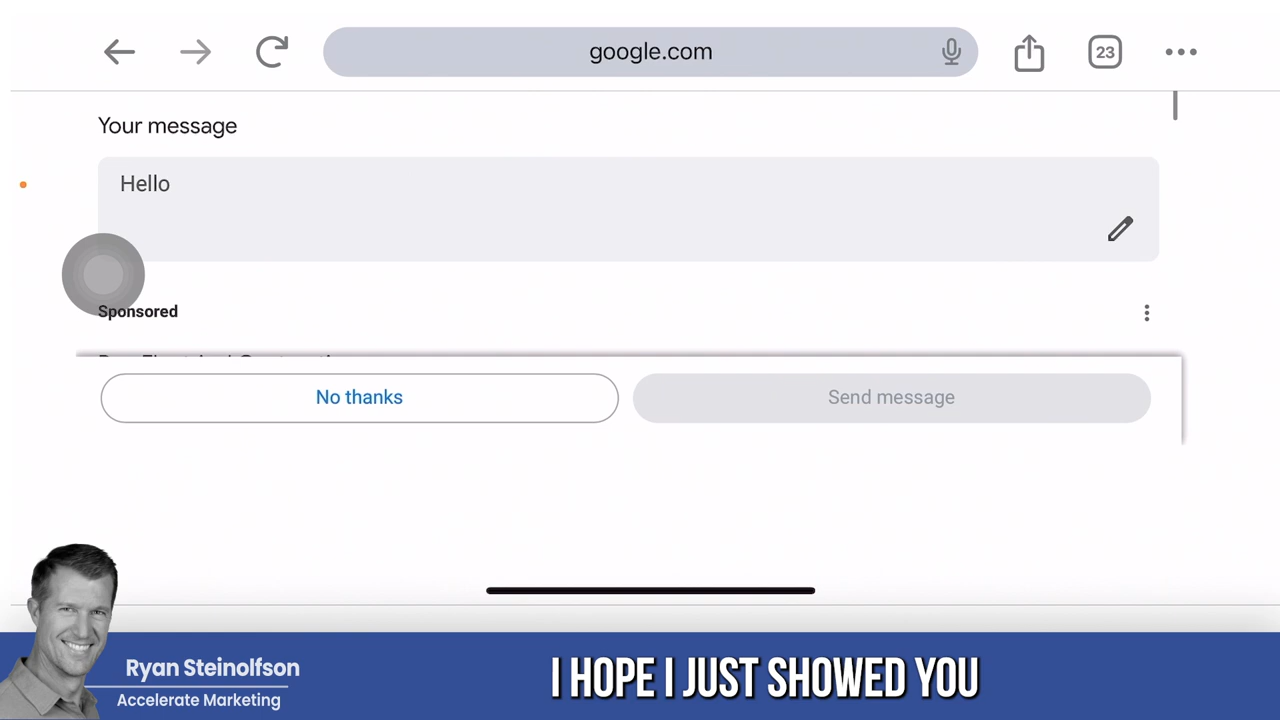 google.com
23
Your message
Hello
Sponsored
No thanks
Send message
Ryan Steinolfson
Accelerate Marketing
I HOPE I JUST SHOWED YOU